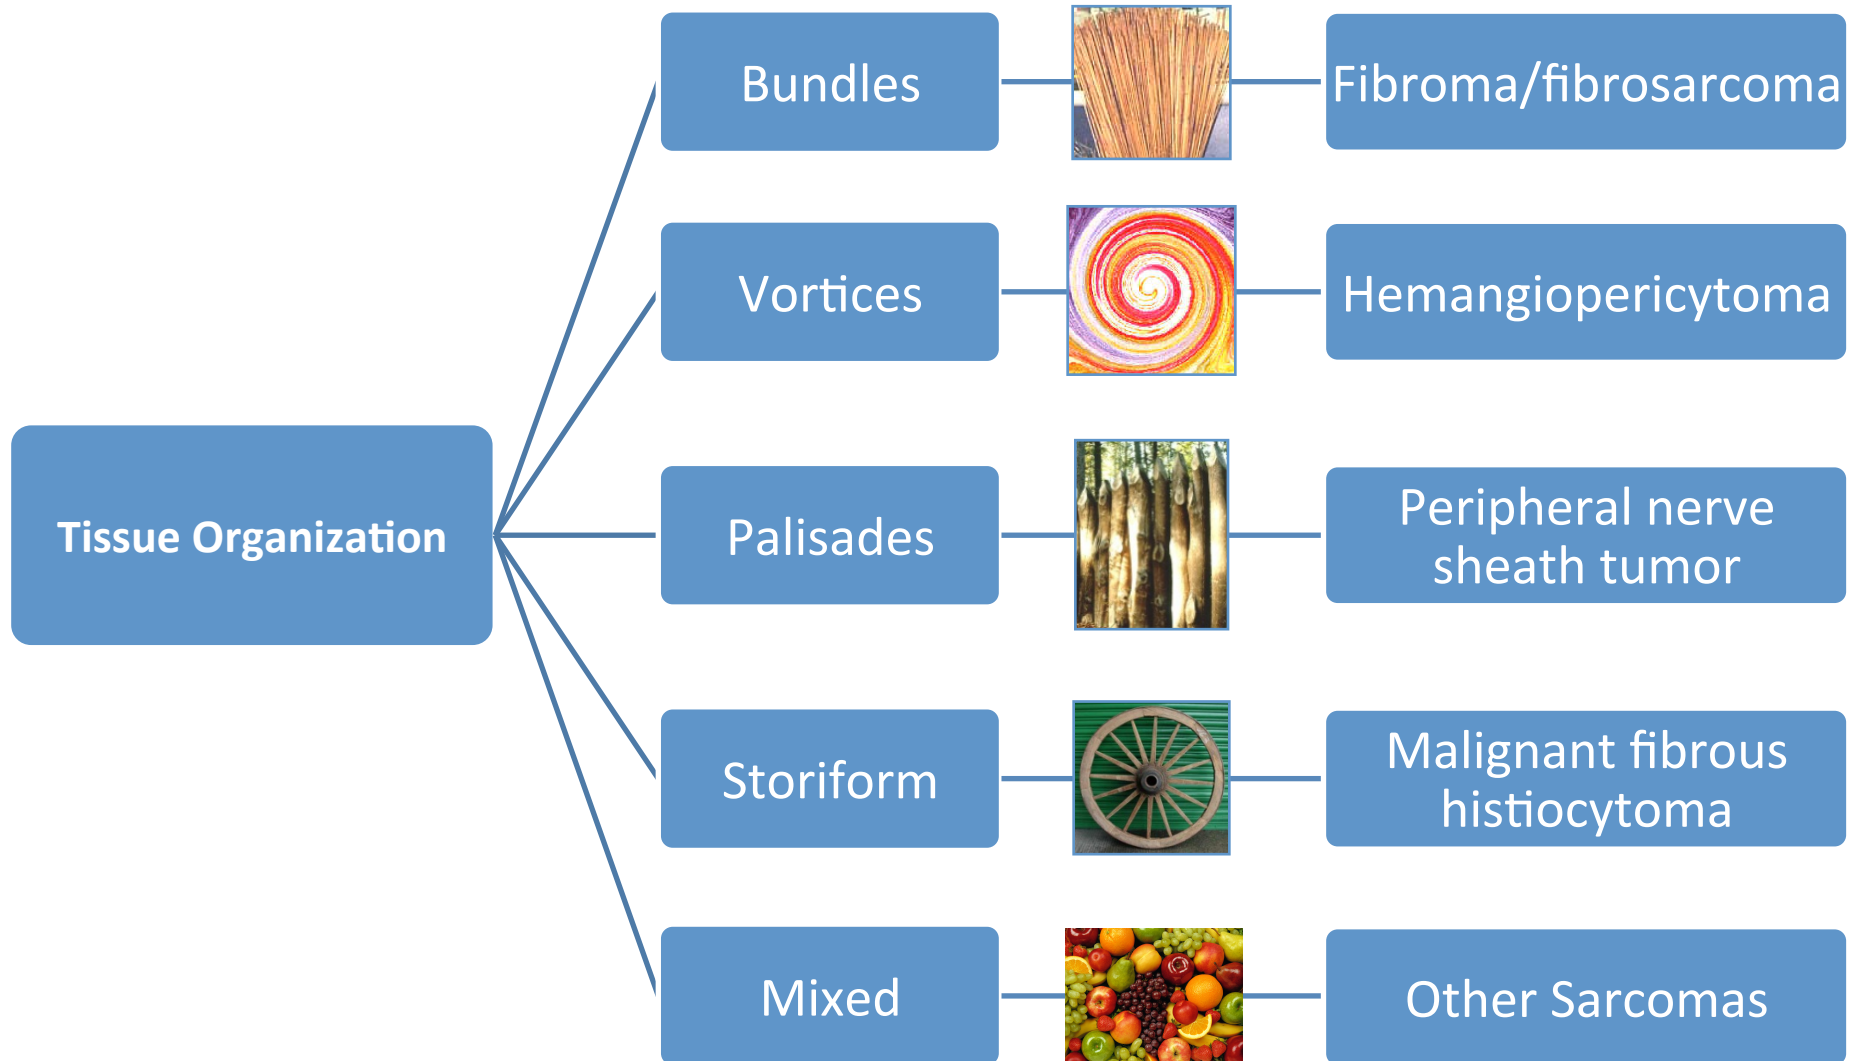 Bundles
Fibroma/fibrosarcoma
Vortices
Hemangiopericytoma
Tissue Organization
Palisades
Peripheral nerve
sheath tumor
Storiform
Malignant fibrous
histiocytoma
Mixed
Other Sarcomas